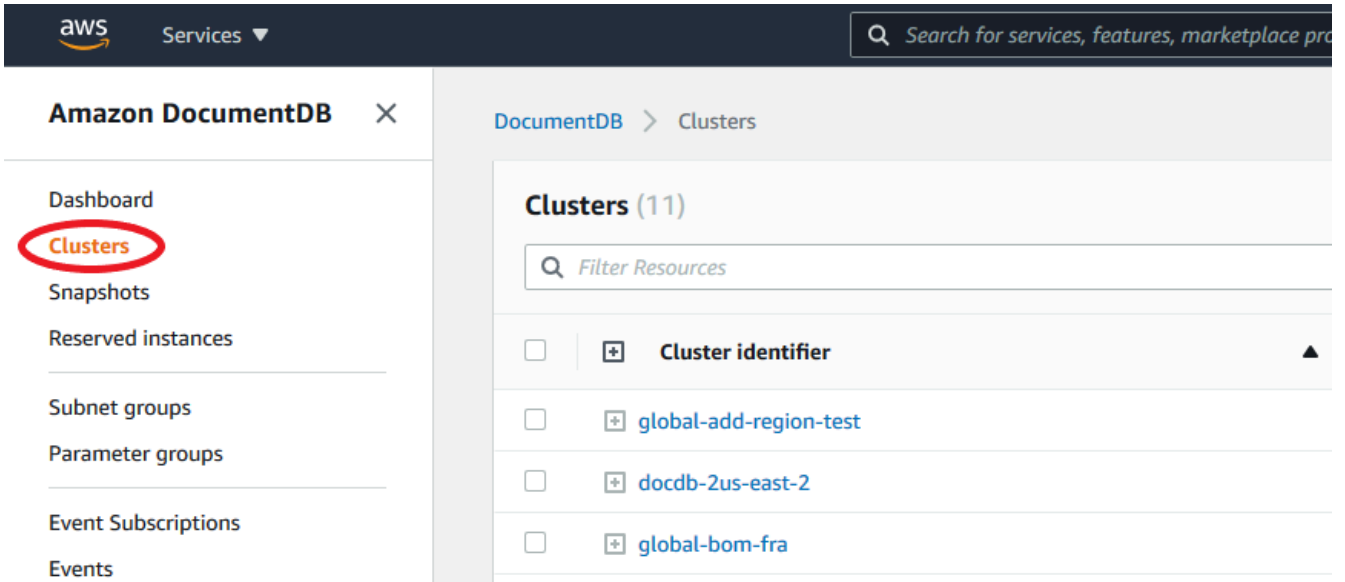 aws
Services ▼
Search for services, features, marketplace pro
Amazon DocumentDB
Dashboard
Clusters
Snapshots
Reserved instances
Subnet groups
Parameter groups
Event Subscriptions
Events
DocumentDB > Clusters
Clusters (11)
Filter Resources
Cluster identifier ▲
global-add-region-test
docdb-2us-east-2
global-bom-fra